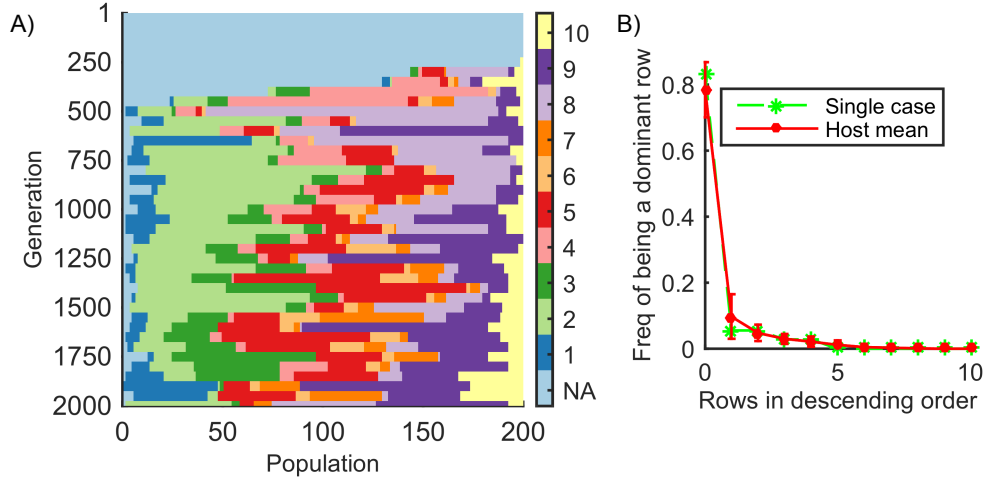 A)
1
250
500
750
1000
1250
1500
1750
2000
Generation
0 50 100 150 200
Population
10
9
8
7
6
5
4
3
2
1
NA
B)
Freq of being a dominant row
0.8
0.6
0.4
0.2
0
Single case
Host mean
0 5 10
Rows in descending order